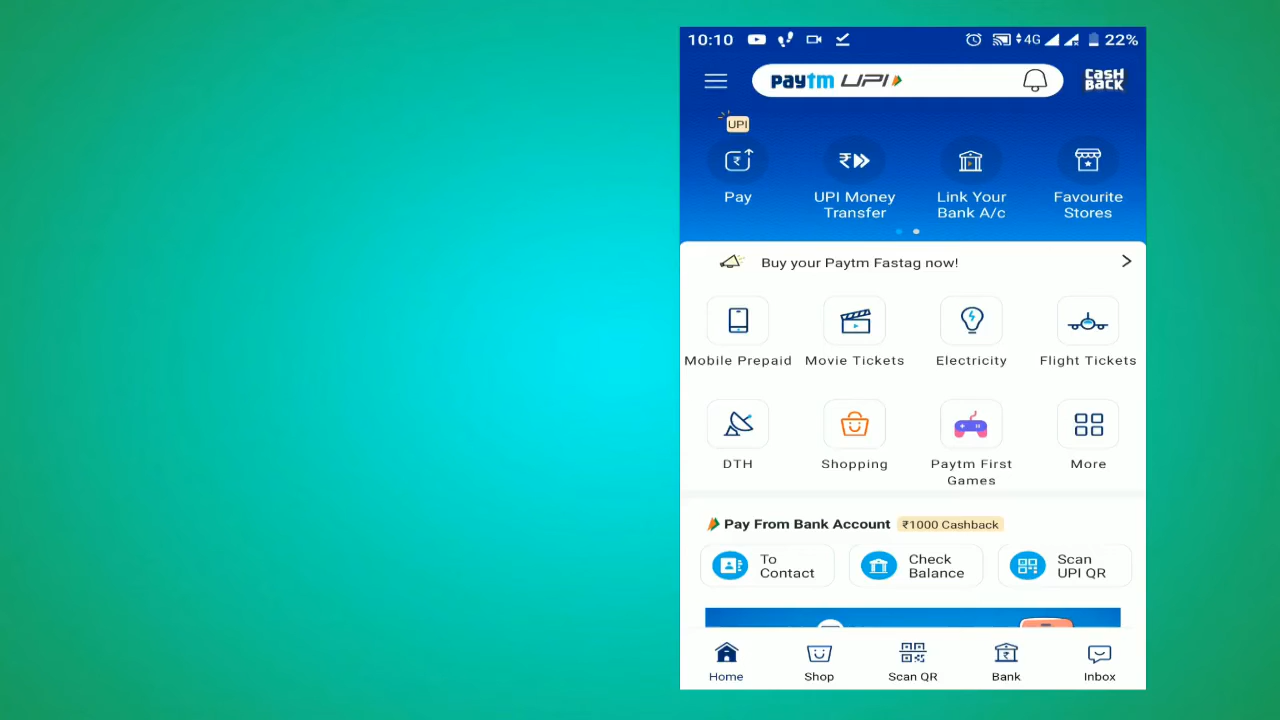 10:10 4G 22%
paytm UPI CASH BACK
UPI
Pay
UPI Money Transfer
Link Your Bank A/c
Favourite Stores
Buy your Paytm Fastag now!
Mobile Prepaid Movie Tickets Electricity Flight Tickets
DTH Shopping Paytm First Games More
Pay From Bank Account ₹1000 Cashback
To Contact
Check Balance
Scan UPI QR
Home Shop Scan QR Bank Inbox